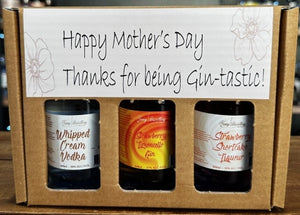 Happy Mother's Day
Thanks for being Gin-tastic!
Whipped
Cream
Vodka
Strawberry
Limoncello
Gin
Strawberry
Shortcake
Liqueur